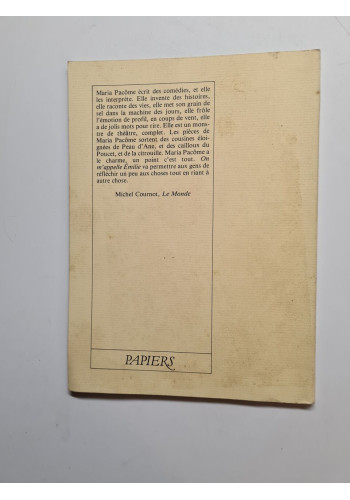 Maria Pacôme écrit des comédies, et elle
les interprète. Elle invente des histoires,
elle raconte des vies, elle met son grain de
sel dans la machine des jours, elle frôle
l'émotion de profil, en coups de vent, elle
a de jolis mots pour rire. Elle est un mons-
tre de théâtre, complet. Les pièces de
Maria Pacôme sortent des cousines éloi-
gnées de Peau d'Ane, et des cailloux du
Poucet, et de la citrouille. Maria Pacôme a
le charme, un point c'est tout. On
m'appelle Émilie va permettre aux gens de
réfléchir un peu aux choses tout en riant à
autre chose.
Michel Cournot, Le Monde
PAPIERS